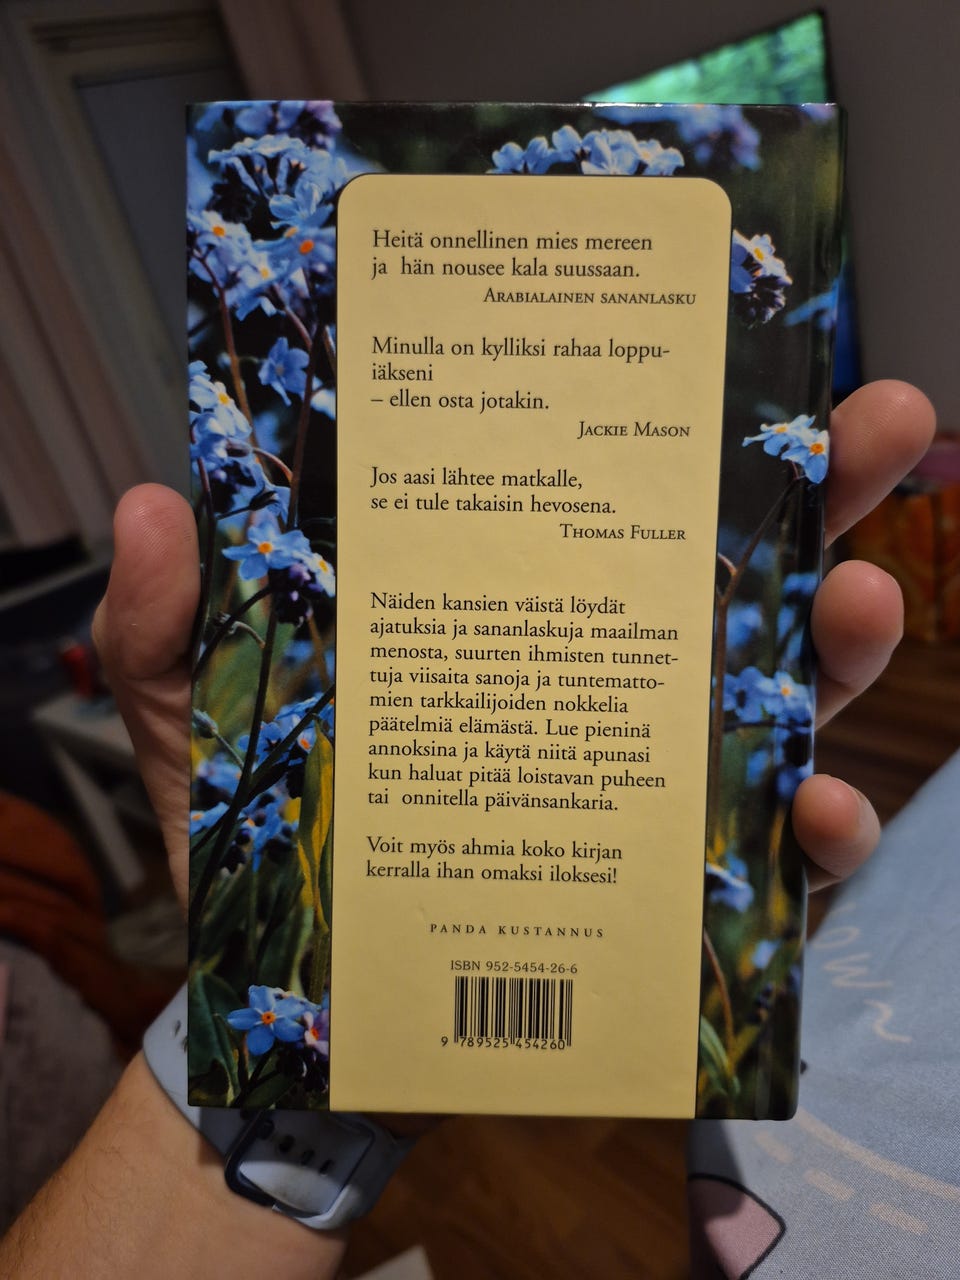 Heitä onnellinen mies mereen
ja hän nousee kala suussaan.
Arabialainen sananlasku
Minulla on kylliksi rahaa loppu-
iäkseni
– ellen osta jotakin.
Jackie Mason
Jos aasi lähtee matkalle,
se ei tule takaisin hevosena.
Thomas Fuller
Näiden kansien väistä löydät
ajatuksia ja sananlaskuja maailman
menosta, suurten ihmisten tunnet-
tuja viisaita sanoja ja tuntematto-
mien tarkkailijoiden nokkelia
päätelmiä elämästä. Lue pieninä
annoksina ja käytä niitä apunasi
kun haluat pitää loistavan puheen
tai onnitella päivänsankaria.
Voit myös ahmia koko kirjan
kerralla ihan omaksi iloksesi!
PANDA KUSTANNUS
ISBN 952-5454-26-6
9 789525 454260